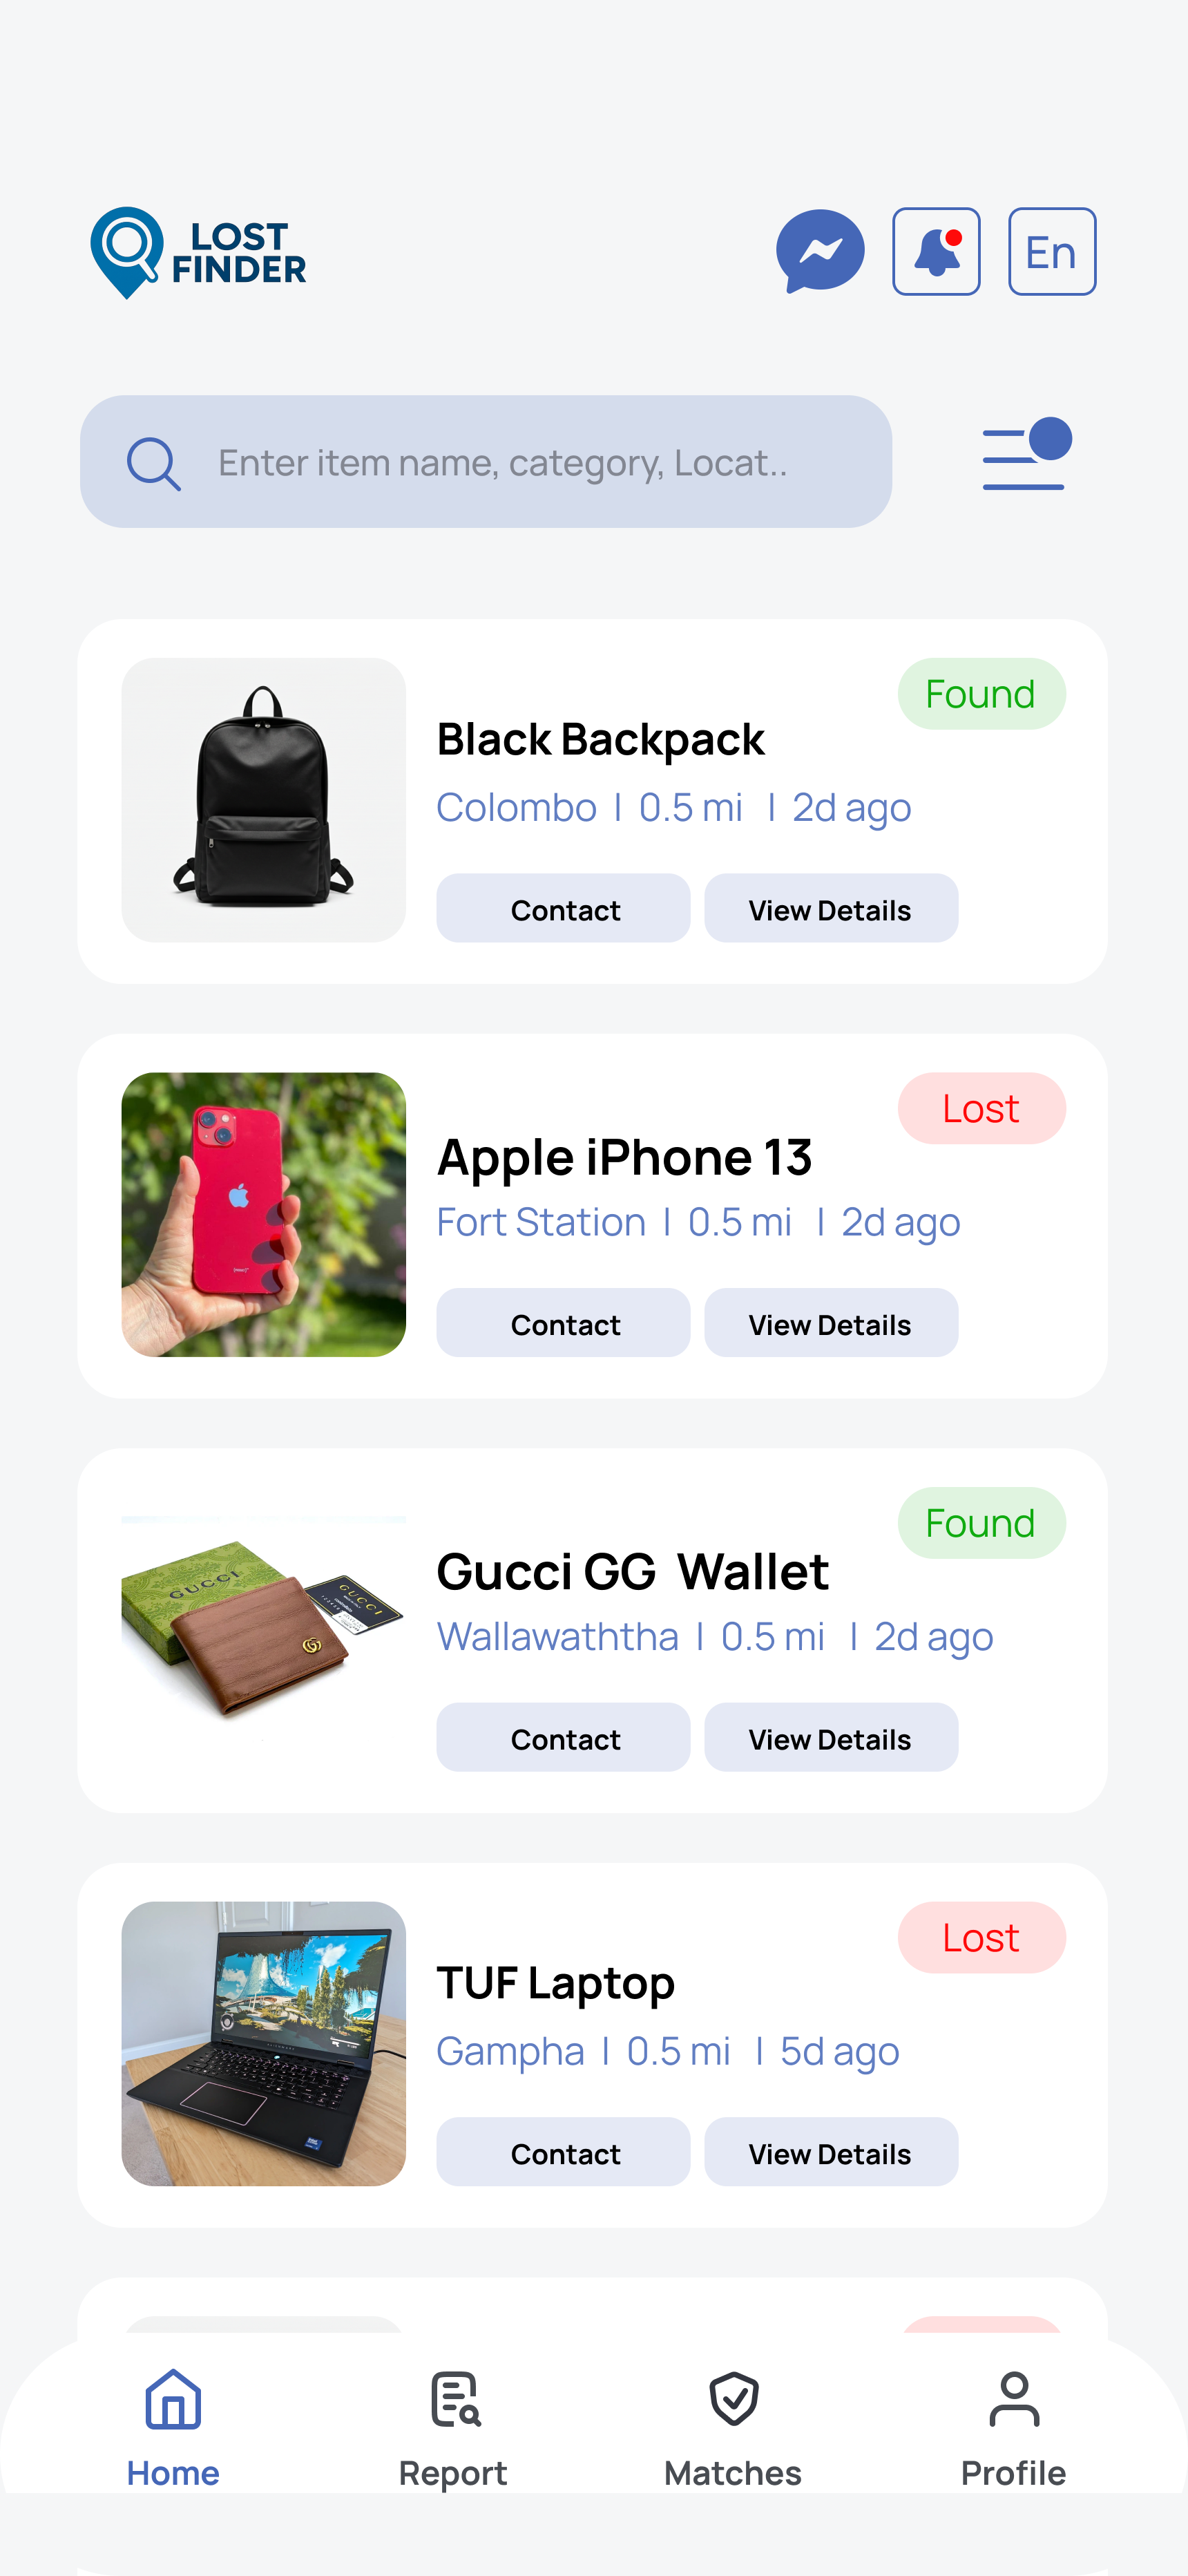 LOST
FINDER
En
Enter item name, category, Locat..
Found
Black Backpack
Colombo | 0.5 mi | 2d ago
Contact
View Details
Lost
Apple iPhone 13
Fort Station | 0.5 mi | 2d ago
Contact
View Details
Found
GUCCI
GUCCI
Gucci GG Wallet
Wallawaththa | 0.5 mi | 2d ago
Contact
View Details
Lost
TUF Laptop
Gampha | 0.5 mi | 5d ago
Contact
View Details
Home
Report
Matches
Profile